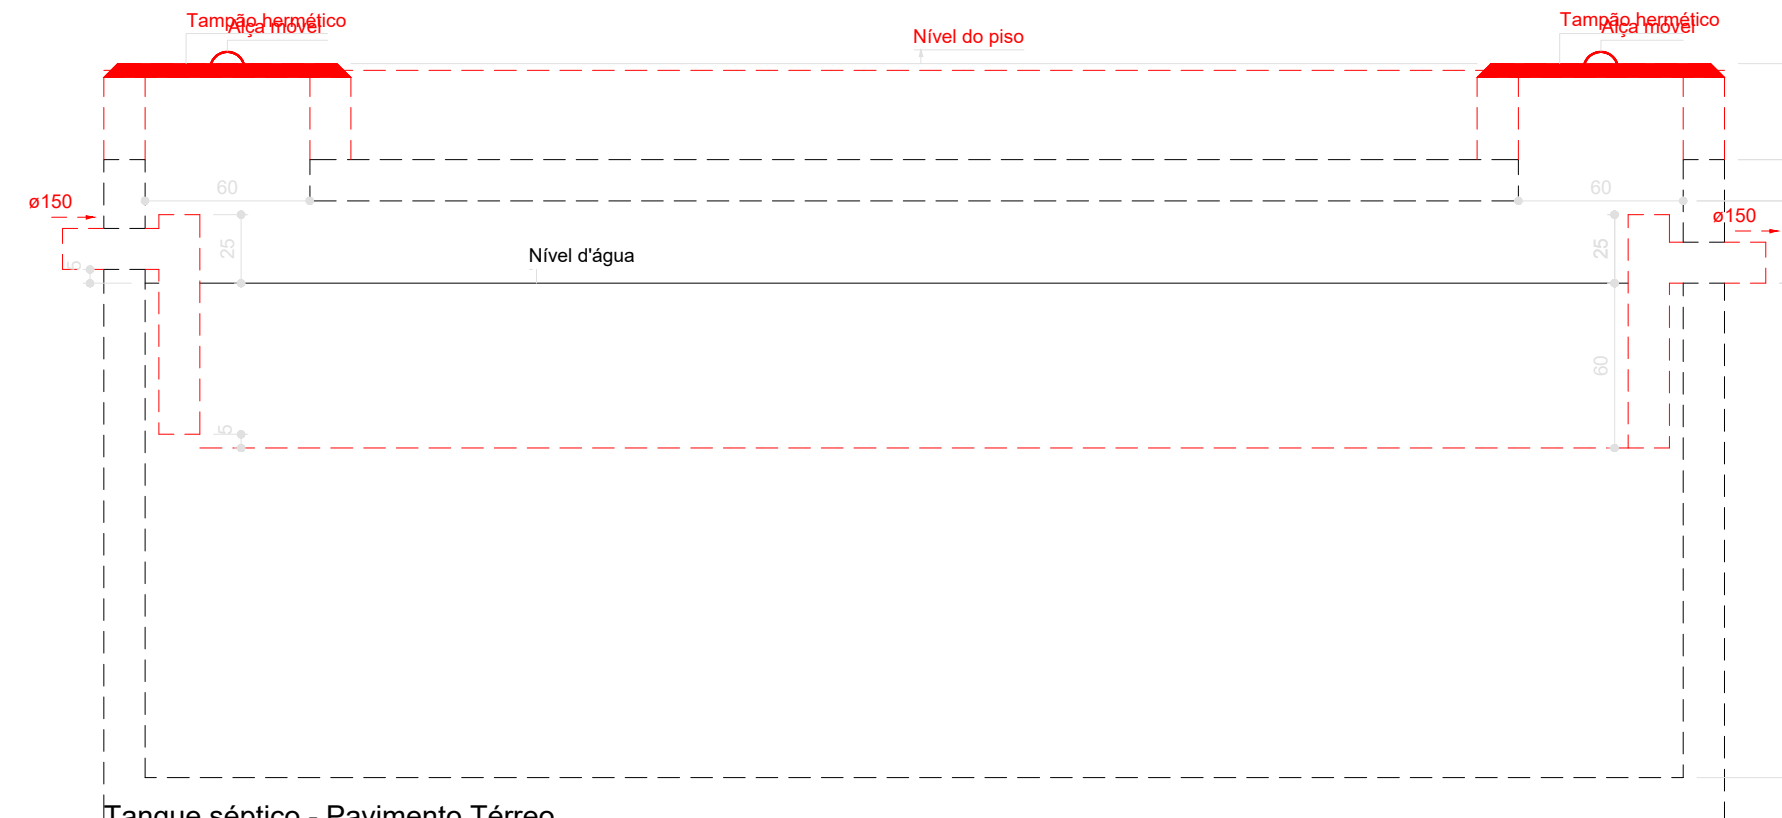 Tampão hermético
Alça móvel
Nível do piso
Tampão hermético
Alça móvel
60
60
ø150
ø150
25
25
5
Nível d'água
60
5
Tanque séptico - Pavimento Térreo